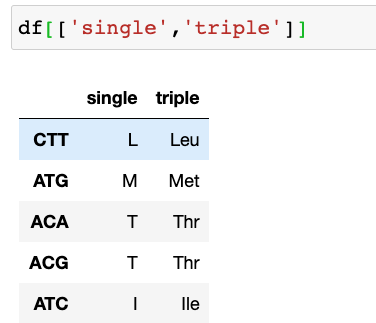 df[['single','triple']]
single triple
CTT L Leu
ATG M Met
ACA T Thr
ACG T Thr
ATC I Ile